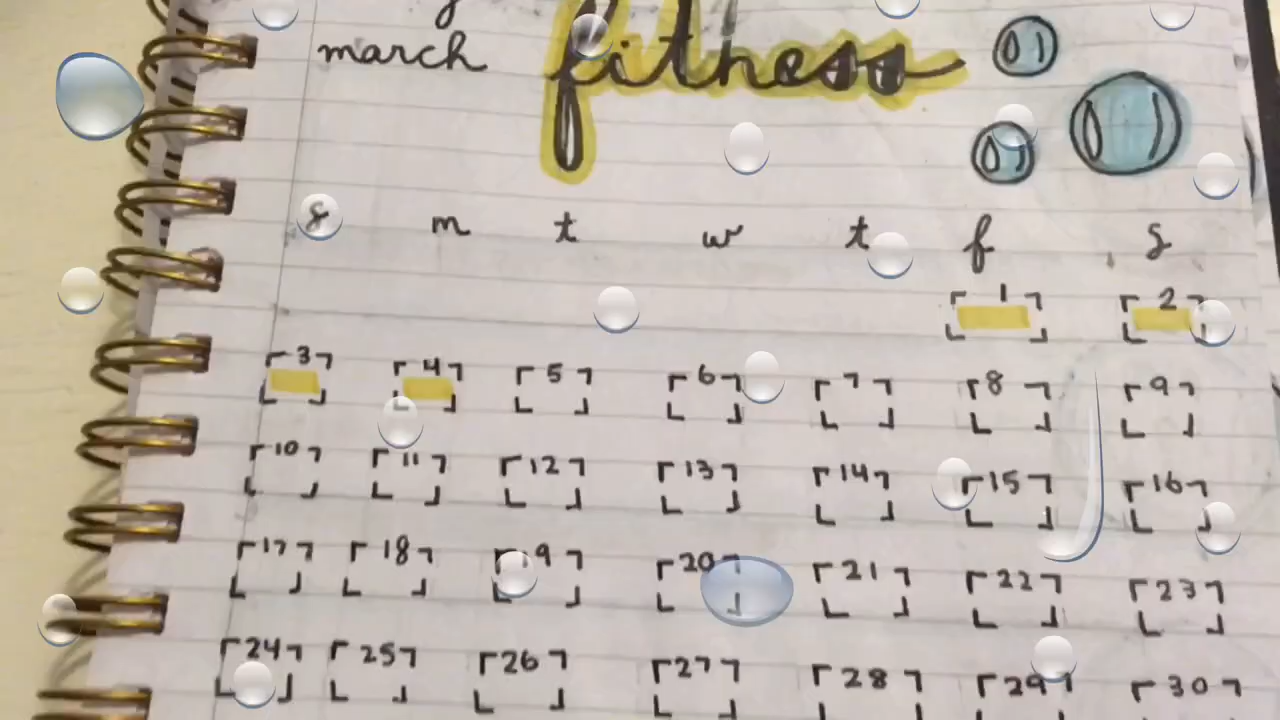 march fitness
s m t w t f s
1 2
3 4 5 6 7 8 9
10 11 12 13 14 15 16
17 18 9 20 21 22 23
24 25 26 27 28 29 30